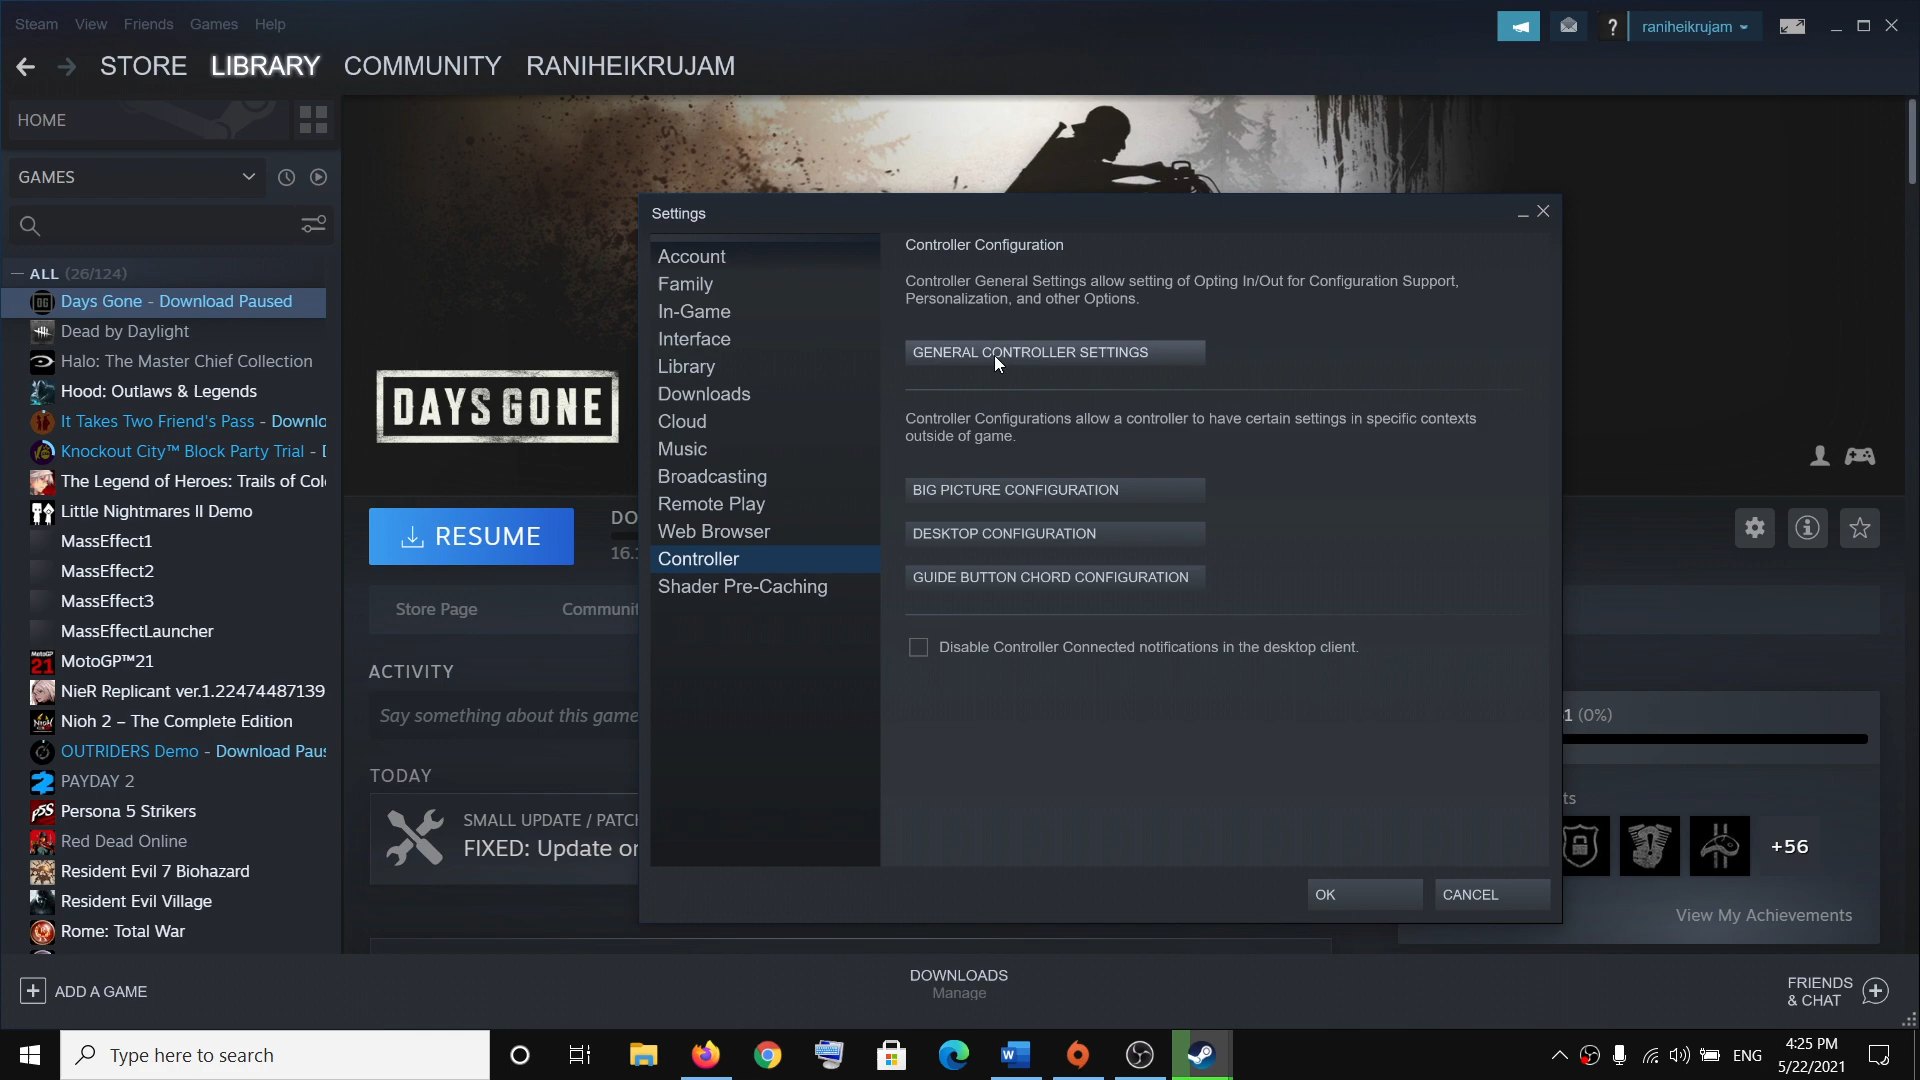 Steam View Friends Games Help
? raniheikrujam
STORE LIBRARY COMMUNITY RANIHEIKRUJAM
HOME
GAMES
— ALL (26/124)
DG Days Gone - Download Paused
Dead by Daylight
Halo: The Master Chief Collection
Hood: Outlaws & Legends
It Takes Two Friend's Pass - Downlo
Knockout City™ Block Party Trial - D
The Legend of Heroes: Trails of Col
Little Nightmares II Demo
MassEffect1
MassEffect2
MassEffect3
MassEffectLauncher
21 MotoGP™21
NieR Replicant ver.1.22474487139
Nioh 2 – The Complete Edition
OUTRIDERS Demo - Download Paus
PAYDAY 2
P5S Persona 5 Strikers
Red Dead Online
Resident Evil 7 Biohazard
Resident Evil Village
Rome: Total War
+ ADD A GAME
DAYS GONE
RESUME
DO
16.
Store Page Communit
ACTIVITY
Say something about this game
TODAY
SMALL UPDATE / PATCH
FIXED: Update or
Settings
Account
Family
In-Game
Interface
Library
Downloads
Cloud
Music
Broadcasting
Remote Play
Web Browser
Controller
Shader Pre-Caching
Controller Configuration
Controller General Settings allow setting of Opting In/Out for Configuration Support,
Personalization, and other Options.
GENERAL CONTROLLER SETTINGS
Controller Configurations allow a controller to have certain settings in specific contexts
outside of game.
BIG PICTURE CONFIGURATION
DESKTOP CONFIGURATION
GUIDE BUTTON CHORD CONFIGURATION
Disable Controller Connected notifications in the desktop client.
OK CANCEL
1 (0%)
ts
+56
View My Achievements
DOWNLOADS
Manage
FRIENDS
& CHAT
Type here to search
ENG
4:25 PM
5/22/2021